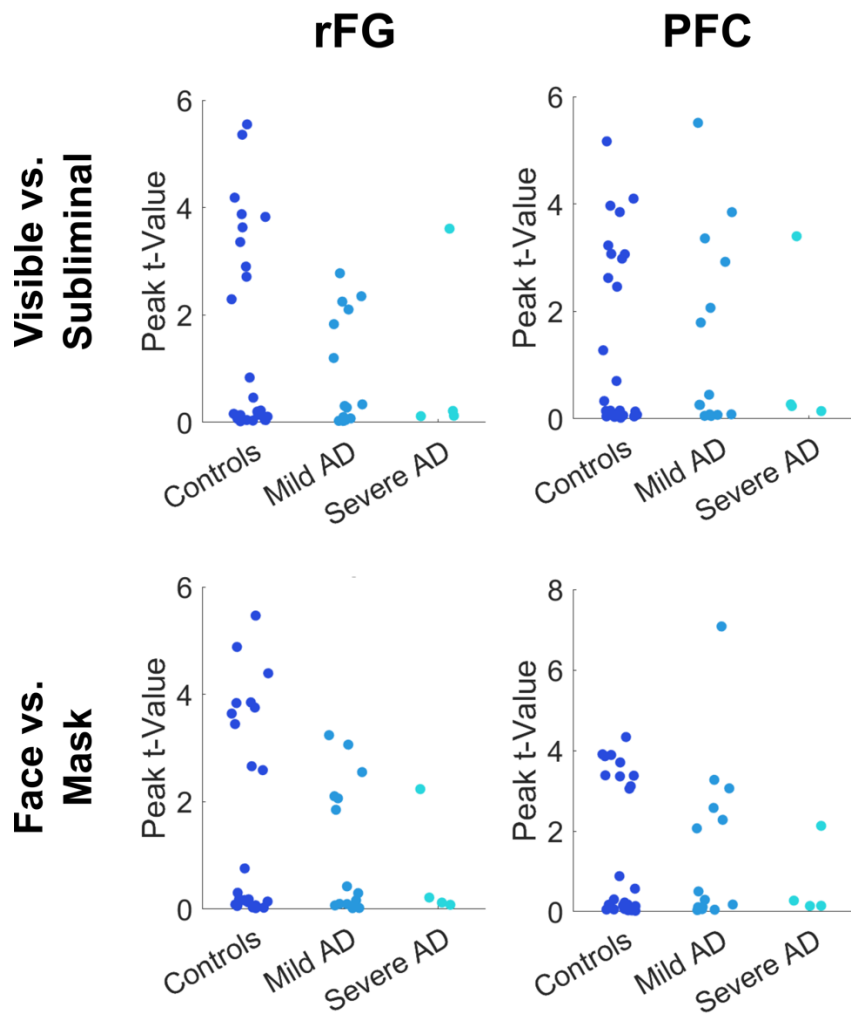 rFG
PFC
Visible vs.
Subliminal
Peak t-Value
6
4
2
0
Controls
Mild AD
Severe AD
Peak t-Value
6
4
2
0
Controls
Mild AD
Severe AD
Face vs.
Mask
Peak t-Value
6
4
2
0
Controls
Mild AD
Severe AD
Peak t-Value
8
6
4
2
0
Controls
Mild AD
Severe AD